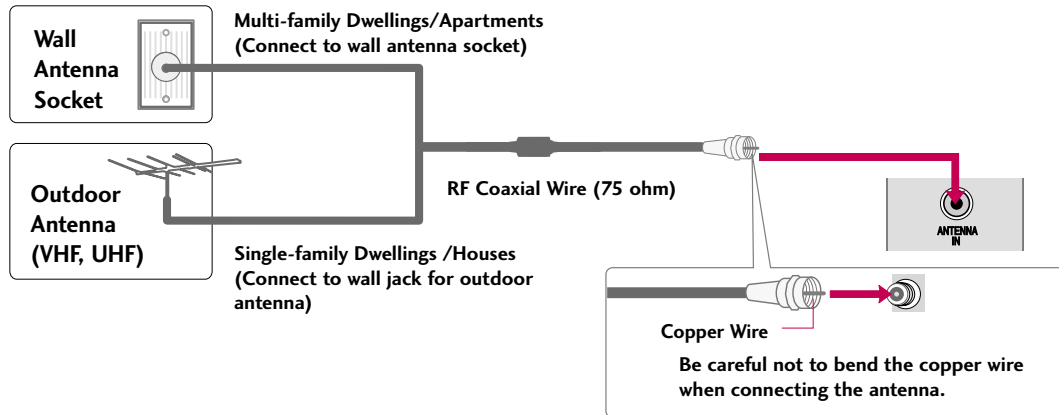 Wall
Antenna
Socket
Multi-family Dwellings/Apartments
(Connect to wall antenna socket)
Outdoor
Antenna
(VHF, UHF)
RF Coaxial Wire (75 ohm)
ANTENNA
IN
Single-family Dwellings /Houses
(Connect to wall jack for outdoor
antenna)
Copper Wire
Be careful not to bend the copper wire
when connecting the antenna.